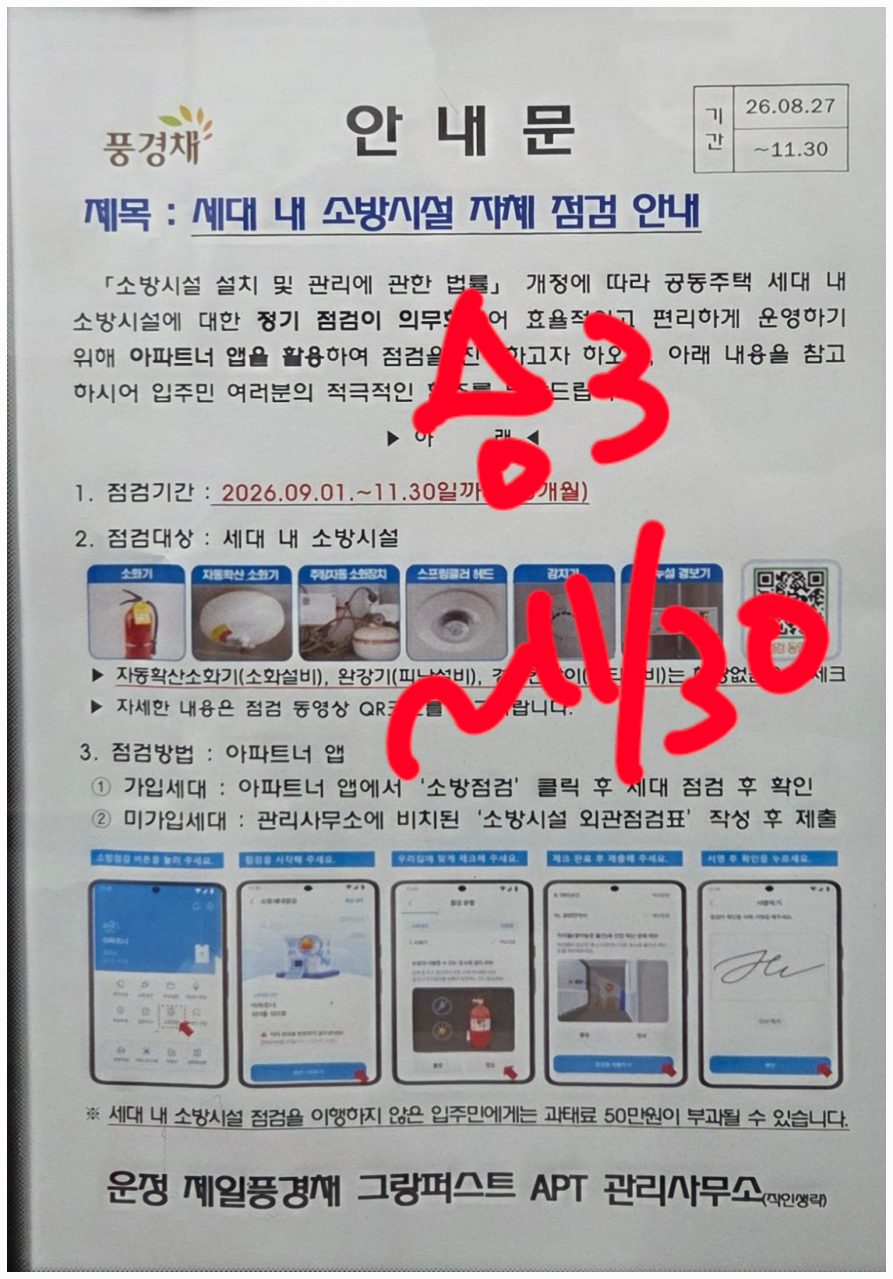 풍경채
안 내 문
기간
26.08.27
~11.30
제목 : 세대 내 소방시설 자체 점검 안내
「소방시설 설치 및 관리에 관한 법률」 개정에 따라 공동주택 세대 내
소방시설에 대한 정기 점검이 어 편리하게 운영하기
위해 아파트너 앱을 활용하여 점검을 하고자 아래 내용을 참고
하시어 입주민 여러분의 적극적인
▶ 아 래 ◀
승3
1. 점검기간 : 2026.09.01.~11.30일까
2. 점검대상 : 세대 내 소방시설
~11/30
소화기
자동확산 소화기
주방자동 소화장치
스프링클러 헤드
감지기
경보기
▶ 자동확산소화기(소화설비), 완강기(피난설비), 체크
▶ 자세한 내용은 점검 동영상
3. 점검방법 : 아파트너 앱
① 가입세대 : 아파트너 앱에서 ‘소방점검’ 클릭 후 세대 점검 후 확인
② 미가입세대 : 관리사무소에 비치된 ‘소방시설 외관점검표’ 작성 후 제출
소방점검 버튼을 눌러 주세요.
점검을 시작해 주세요.
우리집에 맞게 체크해 주세요.
체크 완료 후 제출해 주세요.
서명 후 확인을 누르세요.
※ 세대 내 소방시설 점검을 이행하지 않은 입주민에게는 과태료 50만원이 부과될 수 있습니다.
운정 제일풍경채 그랑퍼스트 APT 관리사무소(직인생략)